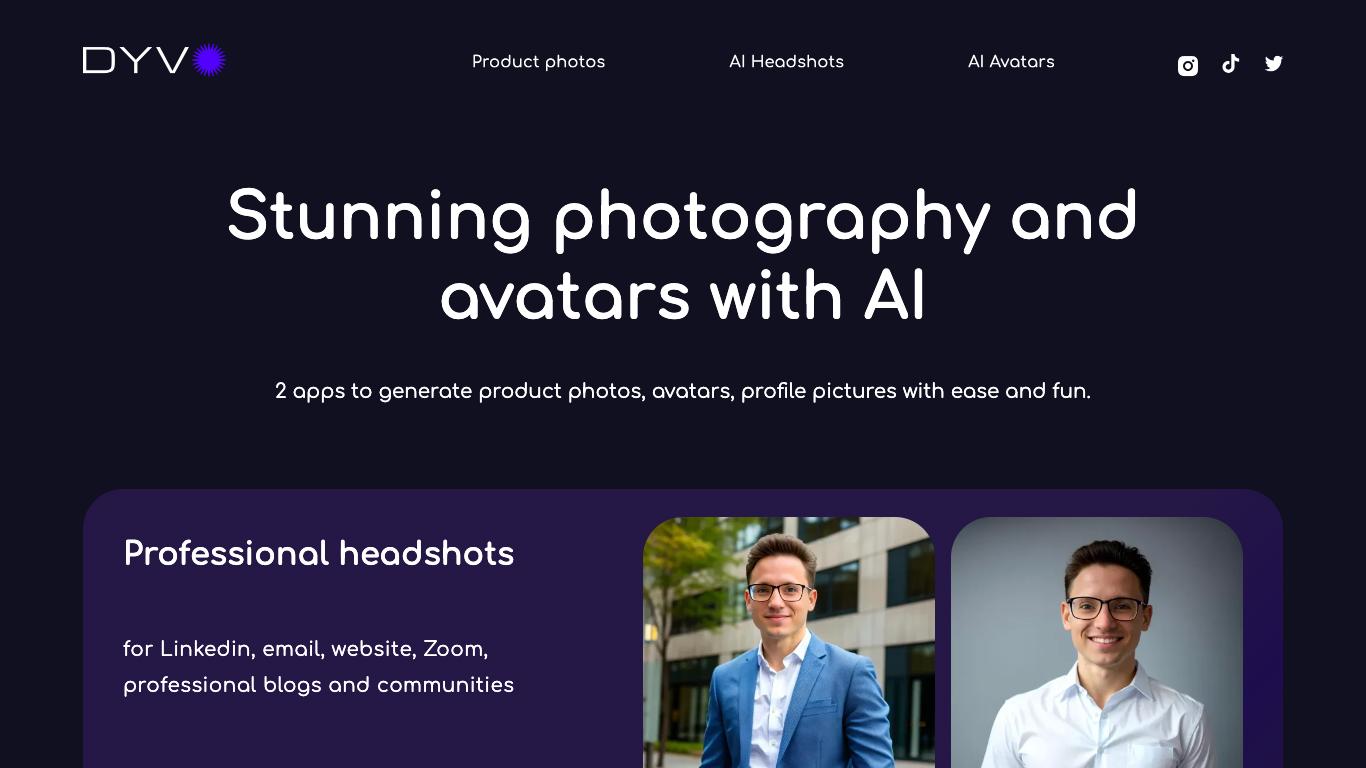 DYVO
Product photos
AI Headshots
AI Avatars
Stunning photography and
avatars with AI
2 apps to generate product photos, avatars, profile pictures with ease and fun.
Professional headshots
for Linkedin, email, website, Zoom,
professional blogs and communities